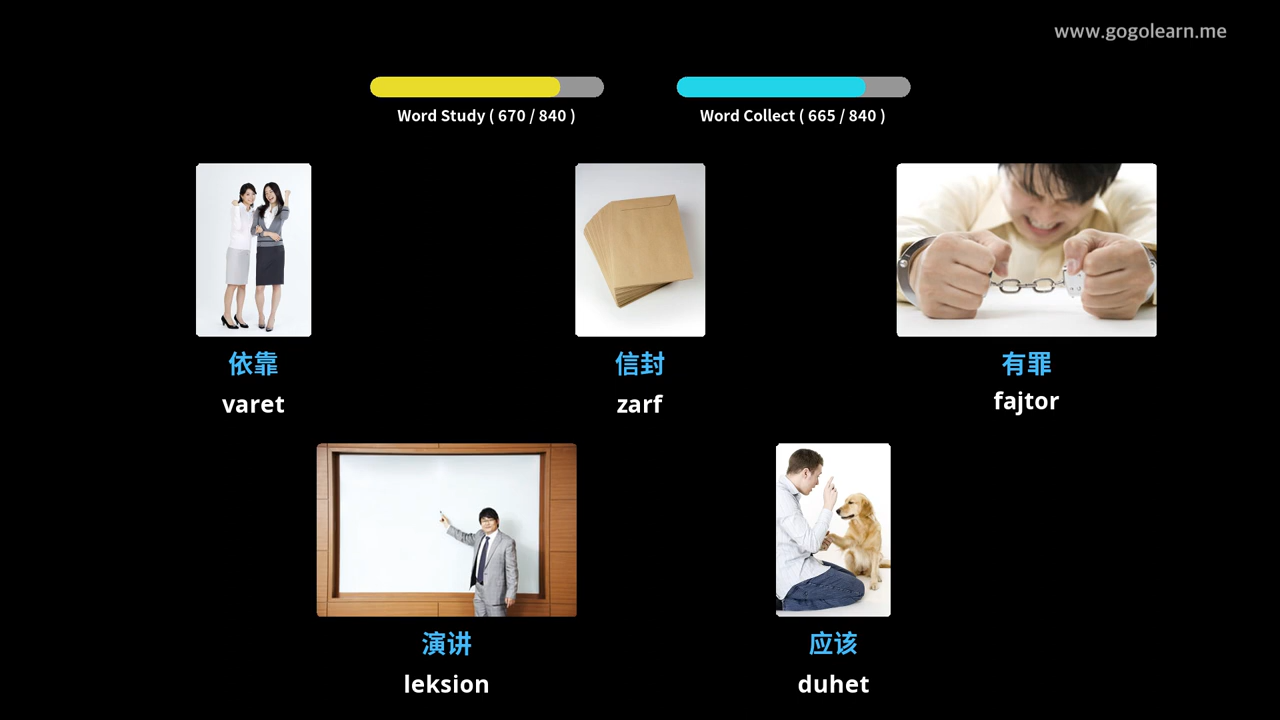 www.gogolearn.me
Word Study ( 670 / 840 )
Word Collect ( 665 / 840 )
依靠
varet
信封
zarf
有罪
fajtor
演讲
leksion
应该
duhet